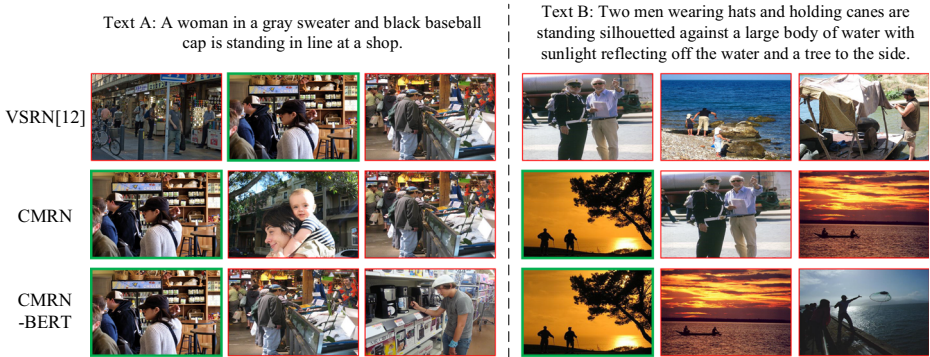 Text A: A woman in a gray sweater and black baseball
cap is standing in line at a shop.
Text B: Two men wearing hats and holding canes are
standing silhouetted against a large body of water with
sunlight reflecting off the water and a tree to the side.
VSRN[12]
CMRN
CMRN
-BERT